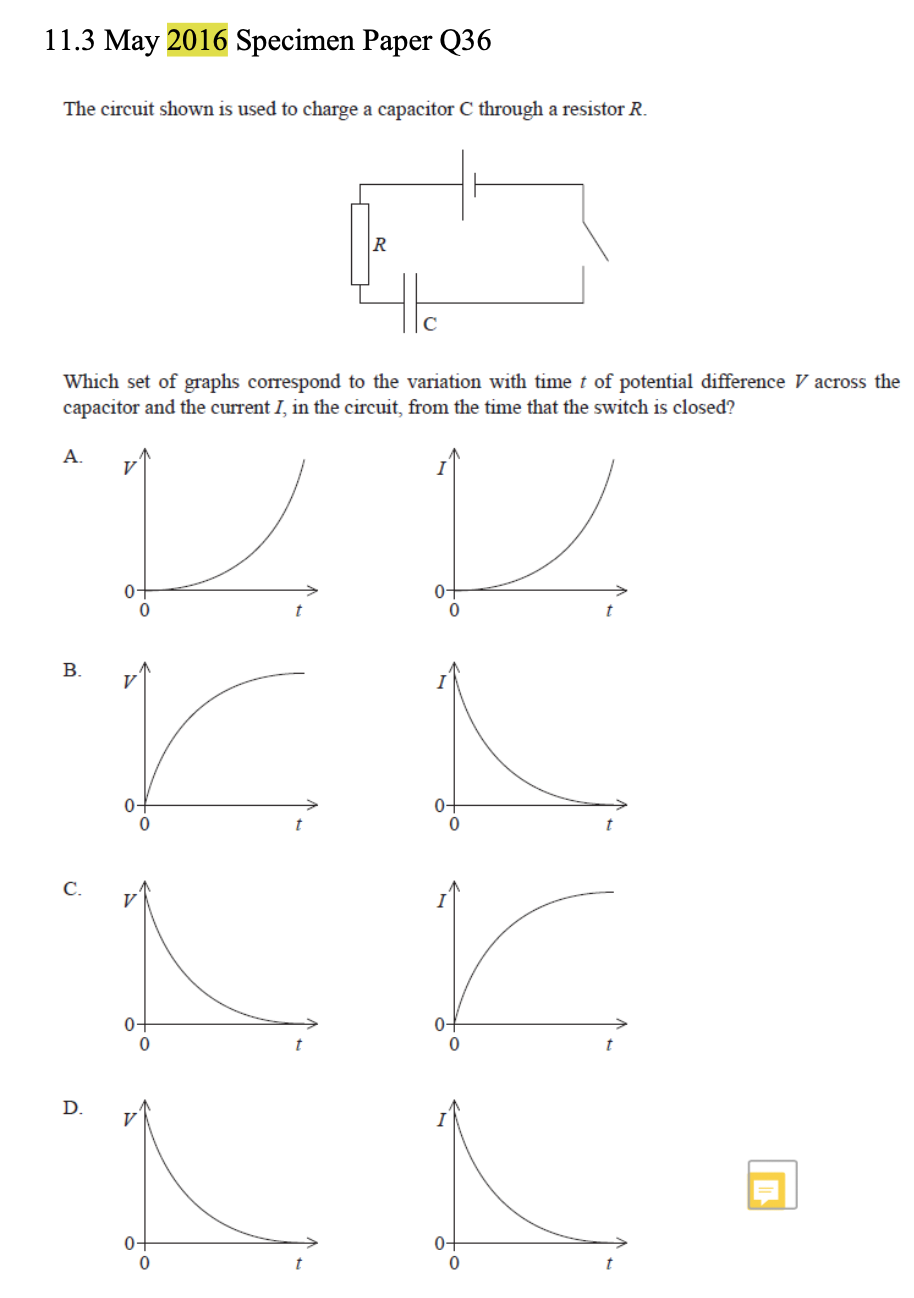 11.3 May 2016 Specimen Paper Q36
The circuit shown is used to charge a capacitor C through a resistor R.
R
C
Which set of graphs correspond to the variation with time t of potential difference V across the
capacitor and the current I, in the circuit, from the time that the switch is closed?
A.
V
I
0
0
0
t
0
t
B.
V
I
0
0
0
t
0
t
C.
V
I
0
0
0
t
0
t
D.
V
I
0
0
0
t
0
t